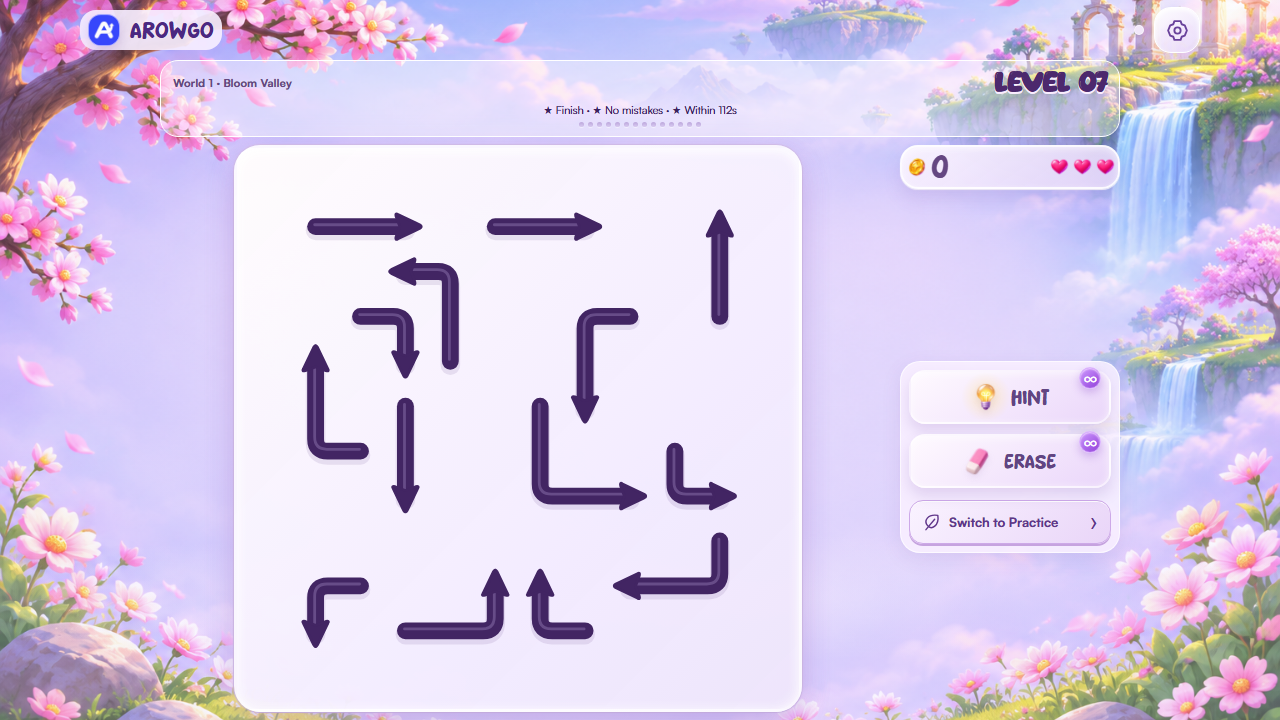 AROWGO
World 1 • Bloom Valley
LEVEL 07
★ Finish • ★ No mistakes • ★ Within 112s
0
HINT
∞
ERASE
∞
Switch to Practice